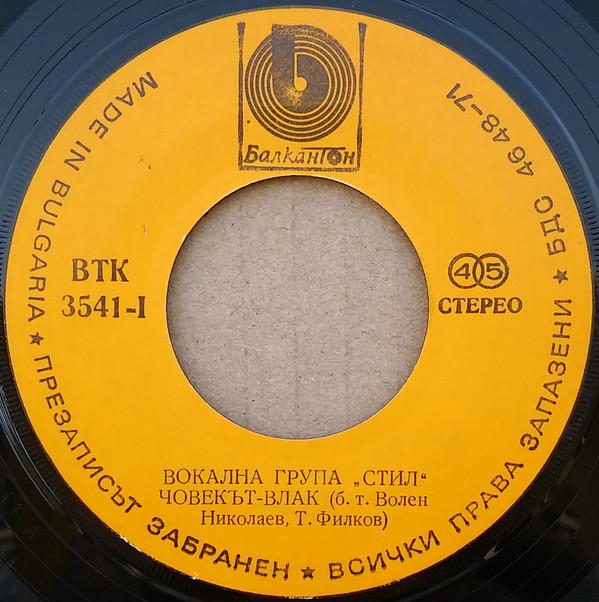 БалканТон
MADE IN BULGARIA ★ ПРЕЗАПИСЪТ ЗАБРАНЕН ★ ВСИЧКИ ПРАВА ЗАПАЗЕНИ ★ БДС 4648-71
ВТК
3541-I
45
СТЕРЕО
ВОКАЛНА ГРУПА „СТИЛ“
ЧОВЕКЪТ-ВЛАК (б. т. Волен
Николаев, Т. Филков)